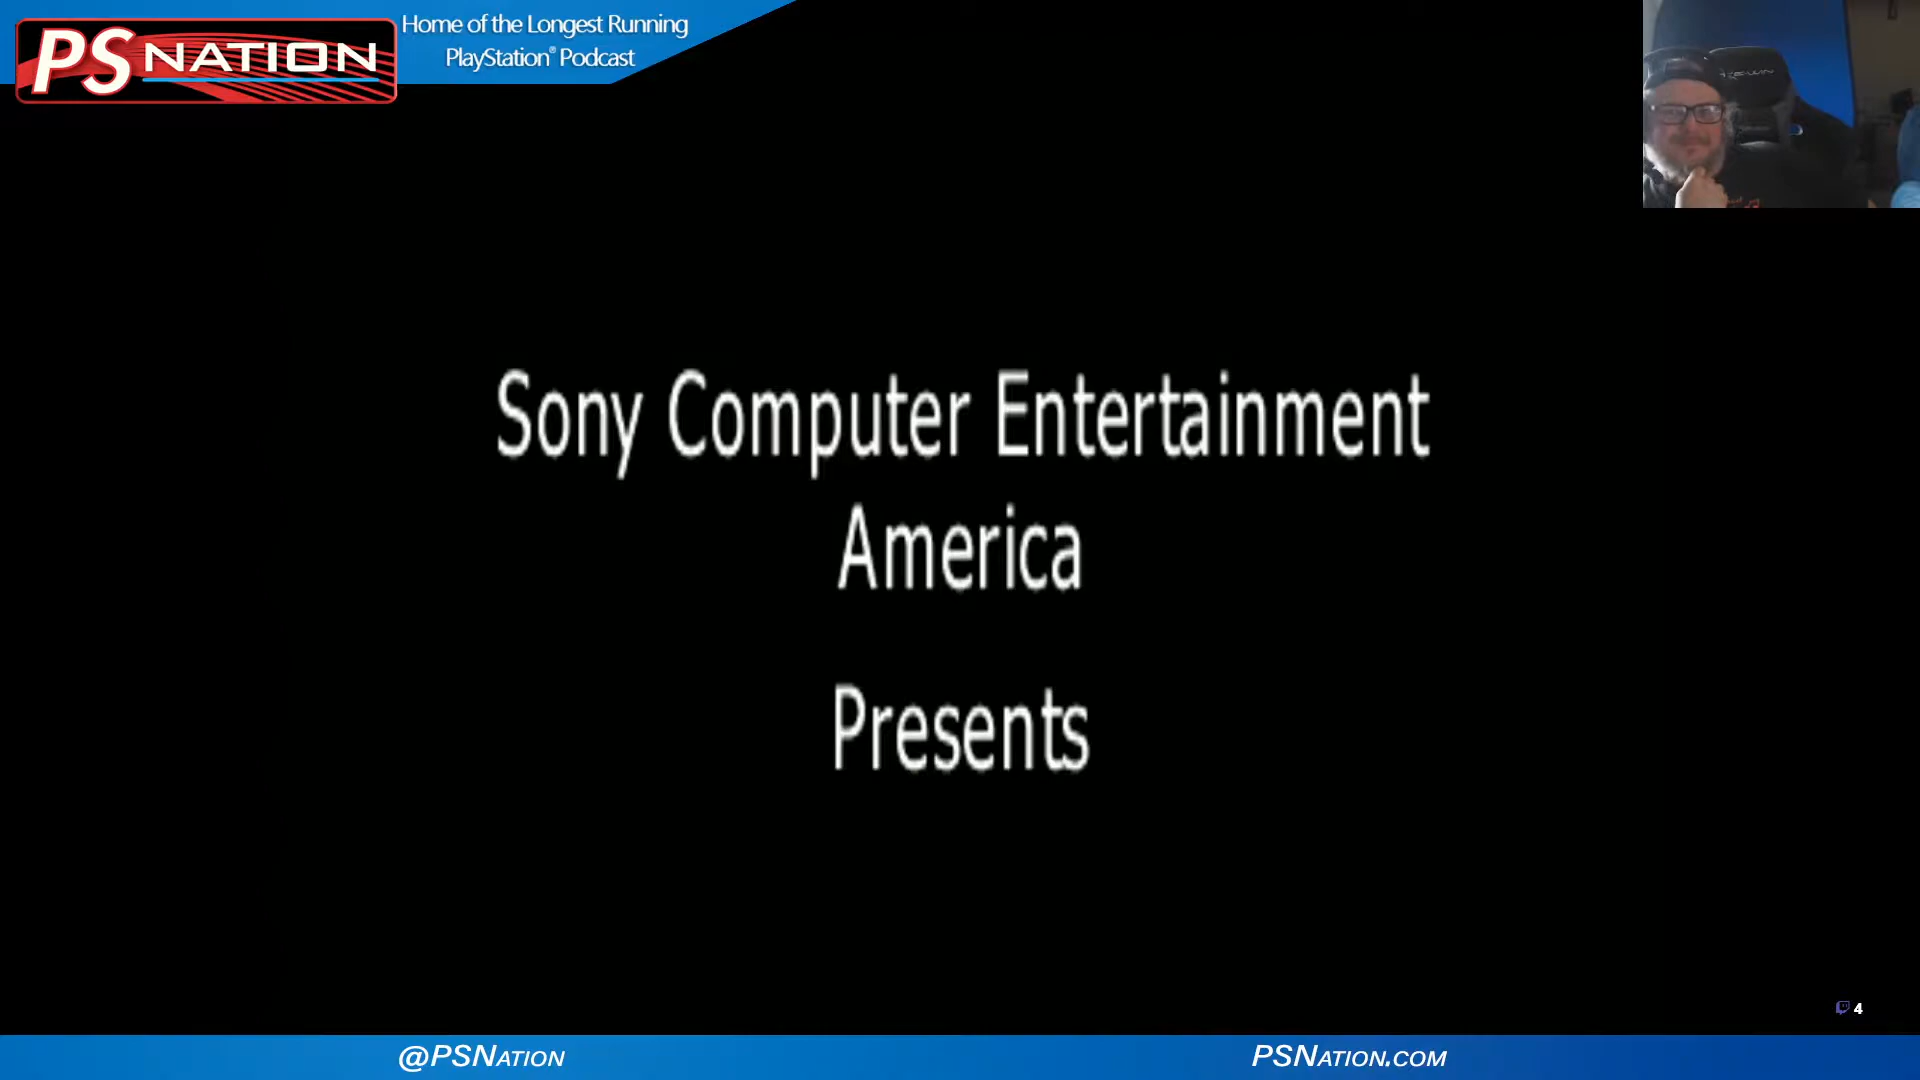 PS NATION
Home of the Longest Running
PlayStation® Podcast
Sony Computer Entertainment
America
Presents
4
@PSNATION
PSNATION.COM